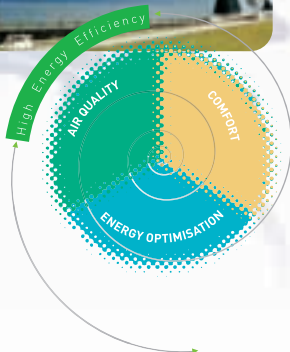 High Energy Efficiency
AIR QUALITY
COMFORT
ENERGY OPTIMISATION